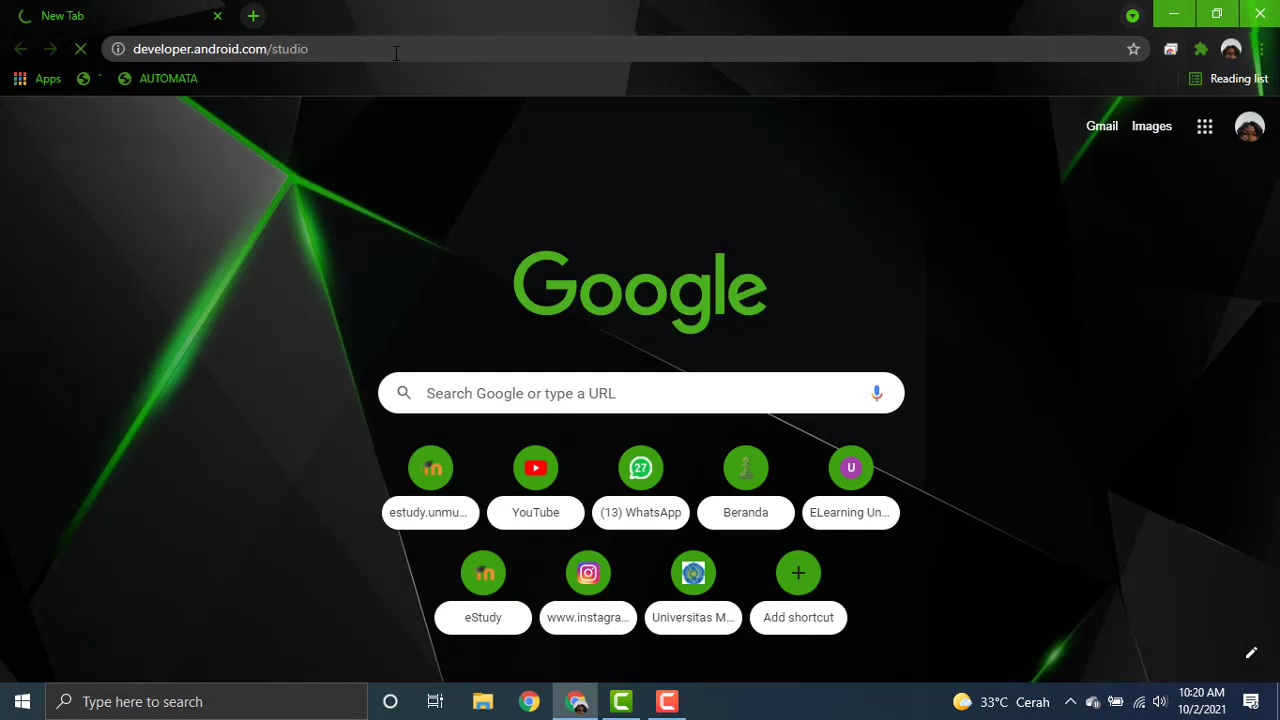 New Tab
developer.android.com/studio
Apps
`
AUTOMATA
Reading list
Gmail
Images
Google
Search Google or type a URL
27
U
estudy.unmu...
YouTube
(13) WhatsApp
Beranda
ELearning Un...
eStudy
www.instagra...
Universitas M...
Add shortcut
Type here to search
33°C Cerah
10:20 AM
10/2/2021